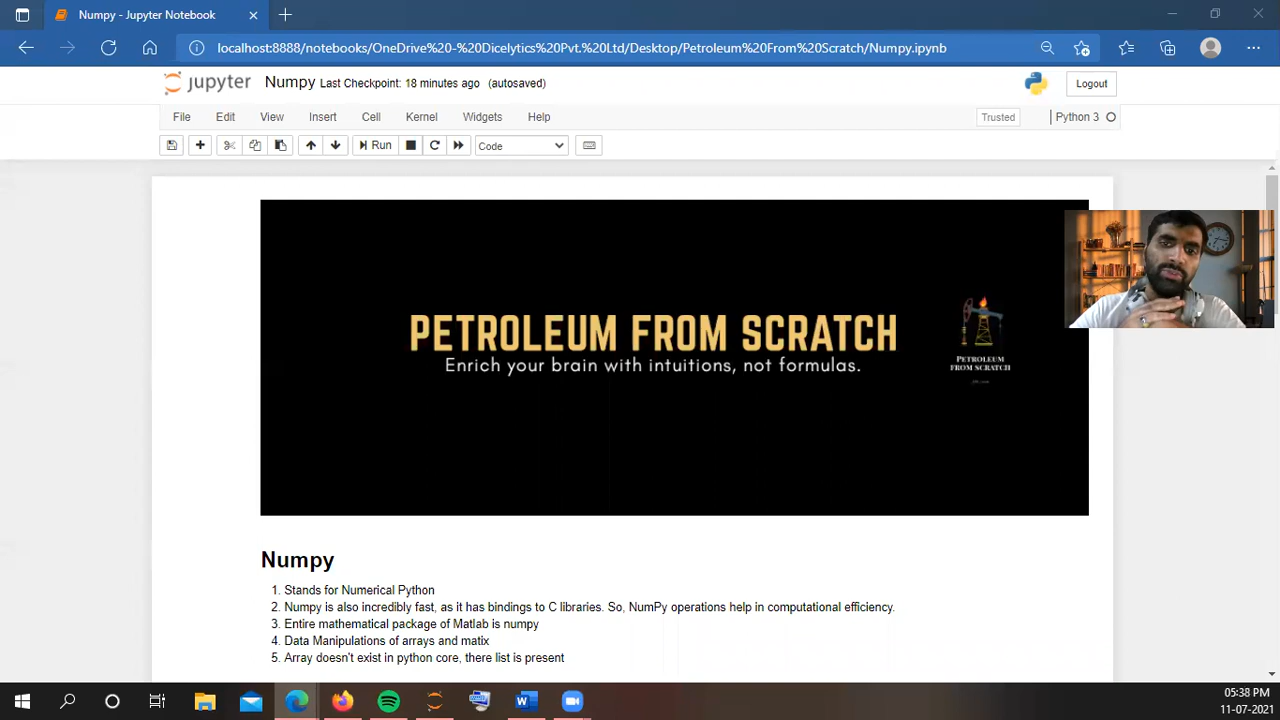 Numpy - Jupyter Notebook
localhost:8888/notebooks/OneDrive%20-%20Dicelytics%20Pvt.%20Ltd/Desktop/Petroleum%20From%20Scratch/Numpy.ipynb
jupyter Numpy Last Checkpoint: 18 minutes ago (autosaved) Logout
File Edit View Insert Cell Kernel Widgets Help Trusted Python 3
Run Code
PETROLEUM FROM SCRATCH
Enrich your brain with intuitions, not formulas.
PETROLEUM
FROM SCRATCH
Numpy
1. Stands for Numerical Python
2. Numpy is also incredibly fast, as it has bindings to C libraries. So, NumPy operations help in computational efficiency.
3. Entire mathematical package of Matlab is numpy
4. Data Manipulations of arrays and matix
5. Array doesn't exist in python core, there list is present
05:38 PM
11-07-2021